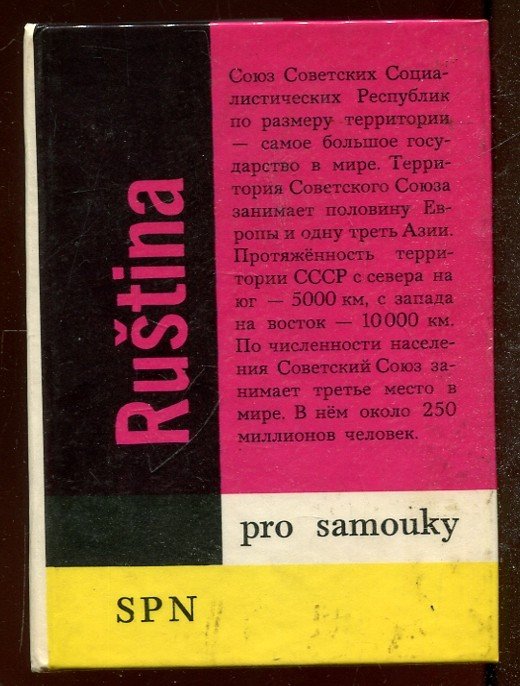 Ruština
Союз Советских Социа-
листических Республик
по размеру территории
— самое большое госу-
дарство в мире. Терри-
тория Советского Союза
занимает половину Ев-
ропы и одну треть Азии.
Протяжённость терри-
тории СССР с севера на
юг — 5000 км, с запада
на восток — 10 000 км.
По численности населе-
ния Советский Союз за-
нимает третье место в
мире. В нём около 250
миллионов человек.
pro samouky
SPN